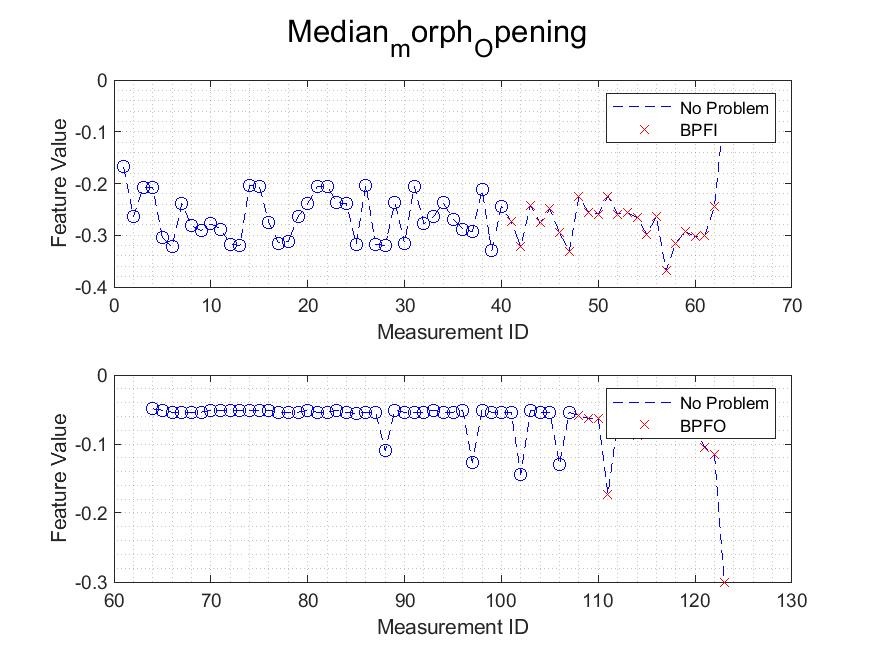 Median_morph_Opening
0
-0.1
-0.2
-0.3
-0.4
Feature Value
No Problem
BPFI
0 10 20 30 40 50 60 70
Measurement ID
0
-0.1
-0.2
-0.3
Feature Value
No Problem
BPFO
60 70 80 90 100 110 120 130
Measurement ID